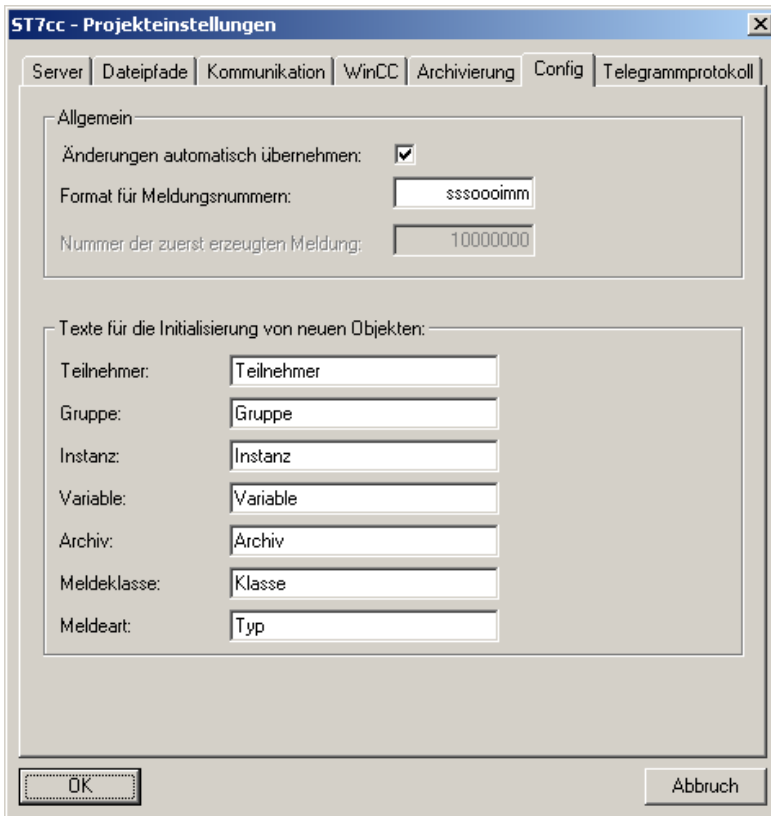 ST7cc - Projekteinstellungen
Server Dateipfade Kommunikation WinCC Archivierung Config Telegrammprotokoll
Allgemein
Änderungen automatisch übernehmen:
Format für Meldungsnummern: sssoooimm
Nummer der zuerst erzeugten Meldung: 10000000
Texte für die Initialisierung von neuen Objekten:
Teilnehmer: Teilnehmer
Gruppe: Gruppe
Instanz: Instanz
Variable: Variable
Archiv: Archiv
Meldeklasse: Klasse
Meldeart: Typ
OK Abbruch